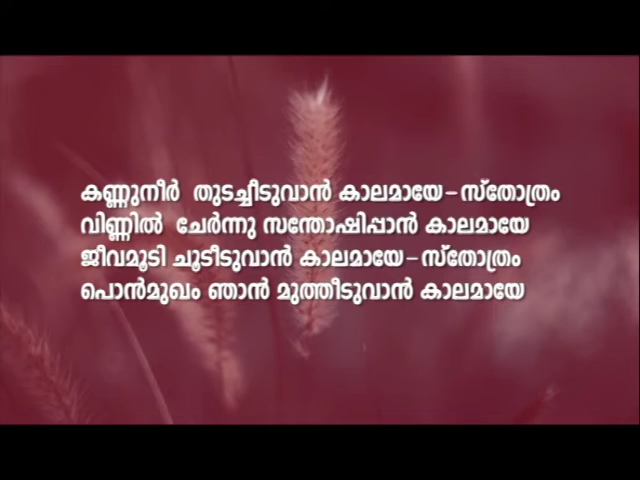 കണ്ണുനീർ തുടച്ചീടുവാൻ കാലമായേ-സ്തോത്രം
വിണ്ണിൽ ചേർന്നു സന്തോഷിപ്പാൻ കാലമായേ
ജീവമൂടി ചൂടീടുവാൻ കാലമായേ-സ്തോത്രം
പൊൻമുഖം ഞാൻ മുത്തീടുവാൻ കാലമായേ